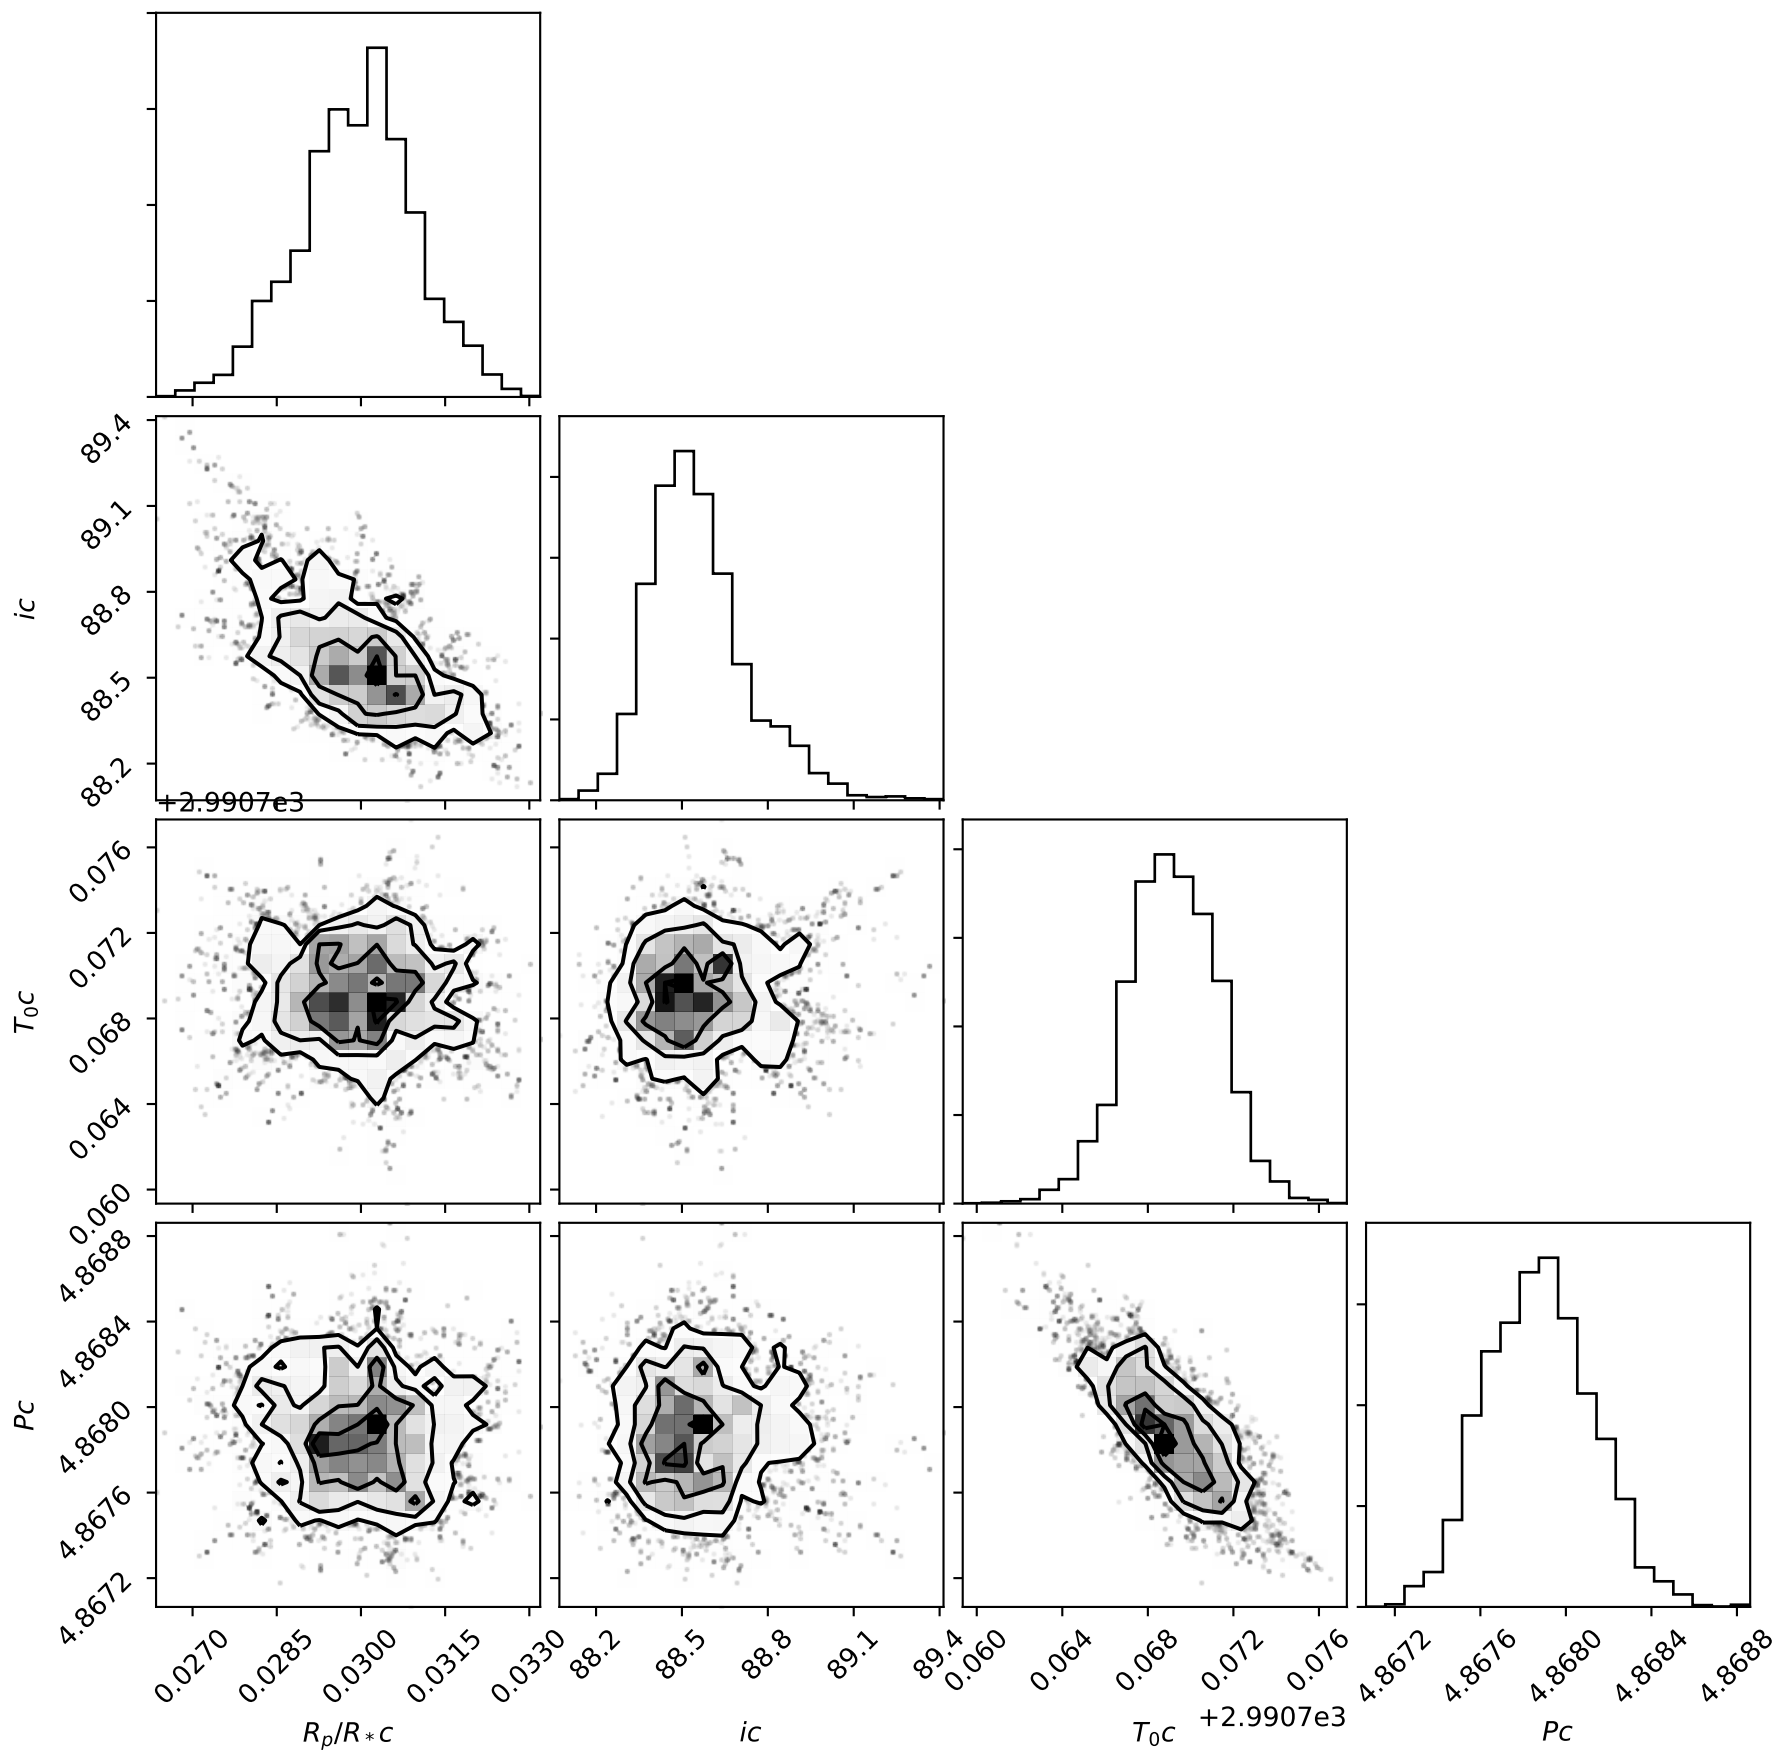 89.4
89.1
88.8
88.5
88.2
ic
+2.9907e3
0.076
0.072
0.068
0.064
0.060
T₀c
4.8688
4.8684
4.8680
4.8676
4.8672
Pc
0.0270 0.0285 0.0300 0.0315 0.0330
88.2 88.5 88.8 89.1 89.4
0.060 0.064 0.068 0.072 0.076
4.8672 4.8676 4.8680 4.8684 4.8688
+2.9907e3
Rₚ/R*c ic T₀c Pc